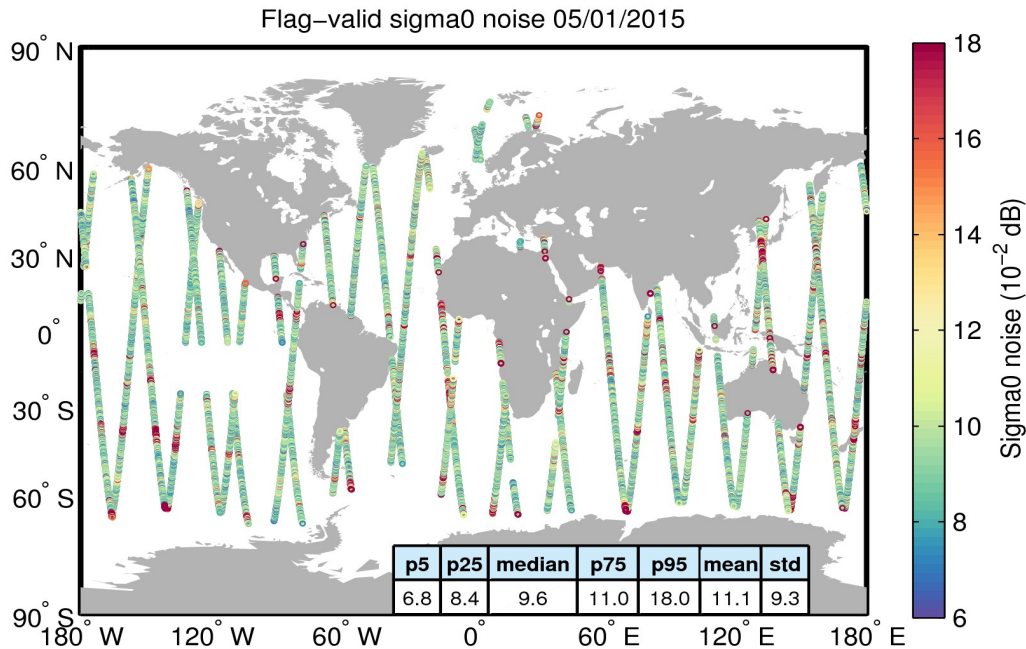 Flag−valid sigma0 noise 05/01/2015
90° N
60° N
30° N
0°
30° S
60° S
90° S
180° W
120° W
60° W
0°
60° E
120° E
180° E
p5 p25 median p75 p95 mean std
6.8 8.4 9.6 11.0 18.0 11.1 9.3
18
16
14
12
10
8
6
Sigma0 noise (10⁻² dB)